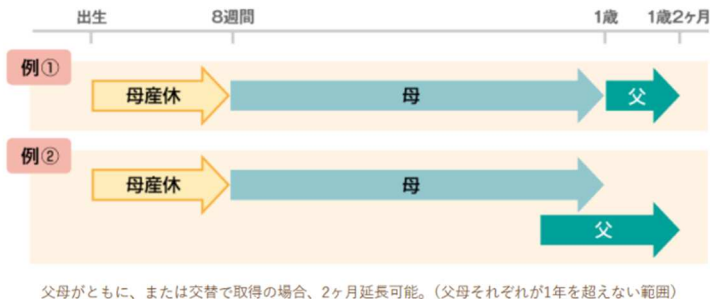 出生 8週間 1歳 1歳2ヶ月
例①
母産休 母 父
例②
母産休 母
父
父母がともに、または交替で取得の場合、2ヶ月延長可能。（父母それぞれが1年を超えない範囲）